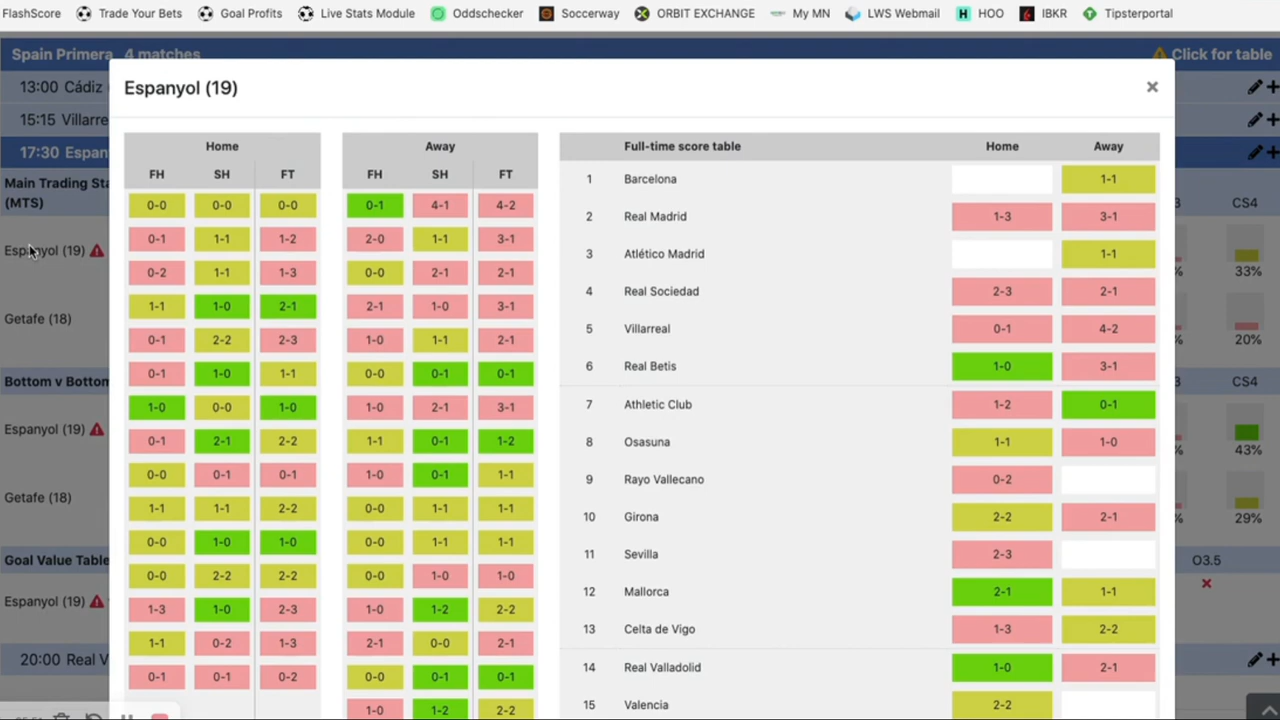 FlashScore Trade Your Bets Goal Profits Live Stats Module Oddschecker Soccerway ORBIT EXCHANGE My MN LWS Webmail HOO IBKR Tipsterportal
Spain Primera 4 matches Click for table
13:00 Cádiz
15:15 Villarre
17:30 Espan
Main Trading Sta
(MTS)
Espanyol (19)
Getafe (18)
Bottom v Bottom
Espanyol (19)
Getafe (18)
Goal Value Table
Espanyol (19)
20:00 Real V
Espanyol (19) ×
Home Away
FH SH FT FH SH FT
0-0 0-0 0-0 0-1 4-1 4-2
0-1 1-1 1-2 2-0 1-1 3-1
0-2 1-1 1-3 0-0 2-1 2-1
1-1 1-0 2-1 2-1 1-0 3-1
0-1 2-2 2-3 1-0 1-1 2-1
0-1 1-0 1-1 0-0 0-1 0-1
1-0 0-0 1-0 1-0 2-1 3-1
0-1 2-1 2-2 1-1 0-1 1-2
0-0 0-1 0-1 1-0 0-1 1-1
1-1 1-1 2-2 0-0 1-1 1-1
0-0 1-0 1-0 0-0 1-1 1-1
0-0 2-2 2-2 0-0 1-0 1-0
1-3 1-0 2-3 1-0 1-2 2-2
1-1 0-2 1-3 2-1 0-0 2-1
0-1 0-1 0-2 0-0 0-1 0-1
1-0 1-2 2-2
Full-time score table Home Away
1 Barcelona 1-1
2 Real Madrid 1-3 3-1
3 Atlético Madrid 1-1
4 Real Sociedad 2-3 2-1
5 Villarreal 0-1 4-2
6 Real Betis 1-0 3-1
7 Athletic Club 1-2 0-1
8 Osasuna 1-1 1-0
9 Rayo Vallecano 0-2
10 Girona 2-2 2-1
11 Sevilla 2-3
12 Mallorca 2-1 1-1
13 Celta de Vigo 1-3 2-2
14 Real Valladolid 1-0 2-1
15 Valencia 2-2
3 CS4
% 33%
% 20%
3 CS4
% 43%
% 29%
O3.5